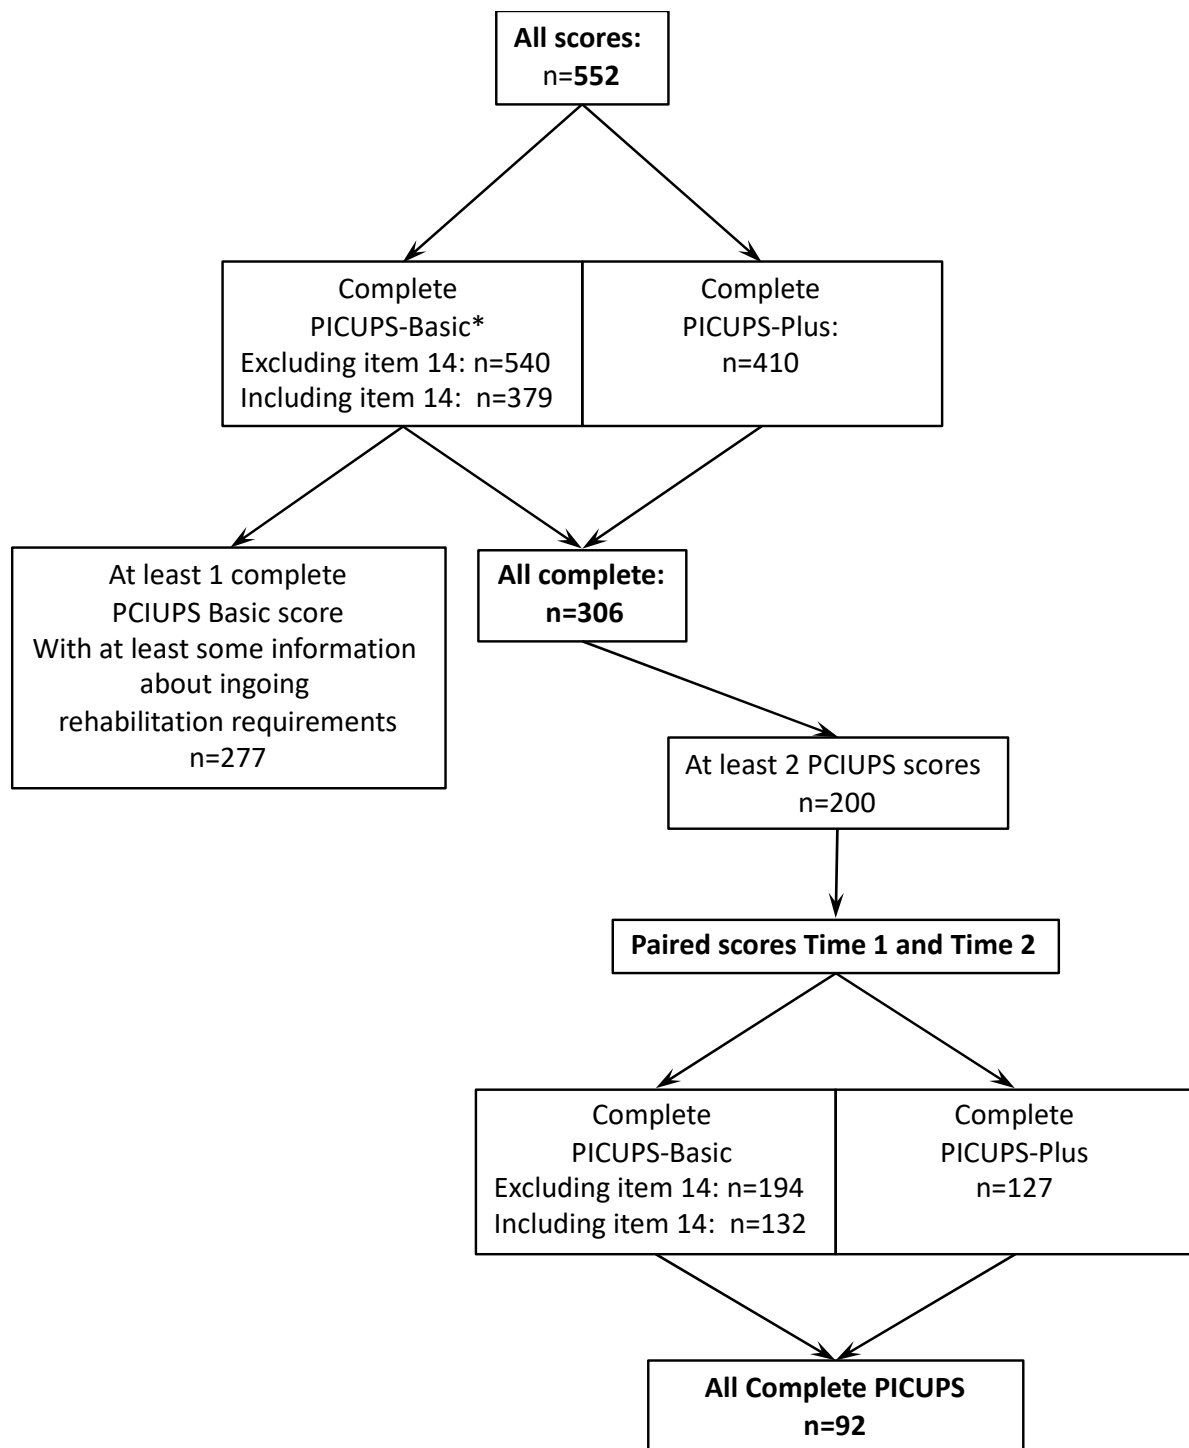 All scores:
n=552
Complete
PICUPS-Basic*
Excluding item 14: n=540
Including item 14: n=379
Complete
PICUPS-Plus:
n=410
At least 1 complete
PCIUPS Basic score
With at least some information
about ingoing
rehabilitation requirements
n=277
All complete:
n=306
At least 2 PCIUPS scores
n=200
Paired scores Time 1 and Time 2
Complete
PICUPS-Basic
Excluding item 14: n=194
Including item 14: n=132
Complete
PICUPS-Plus
n=127
All Complete PICUPS
n=92